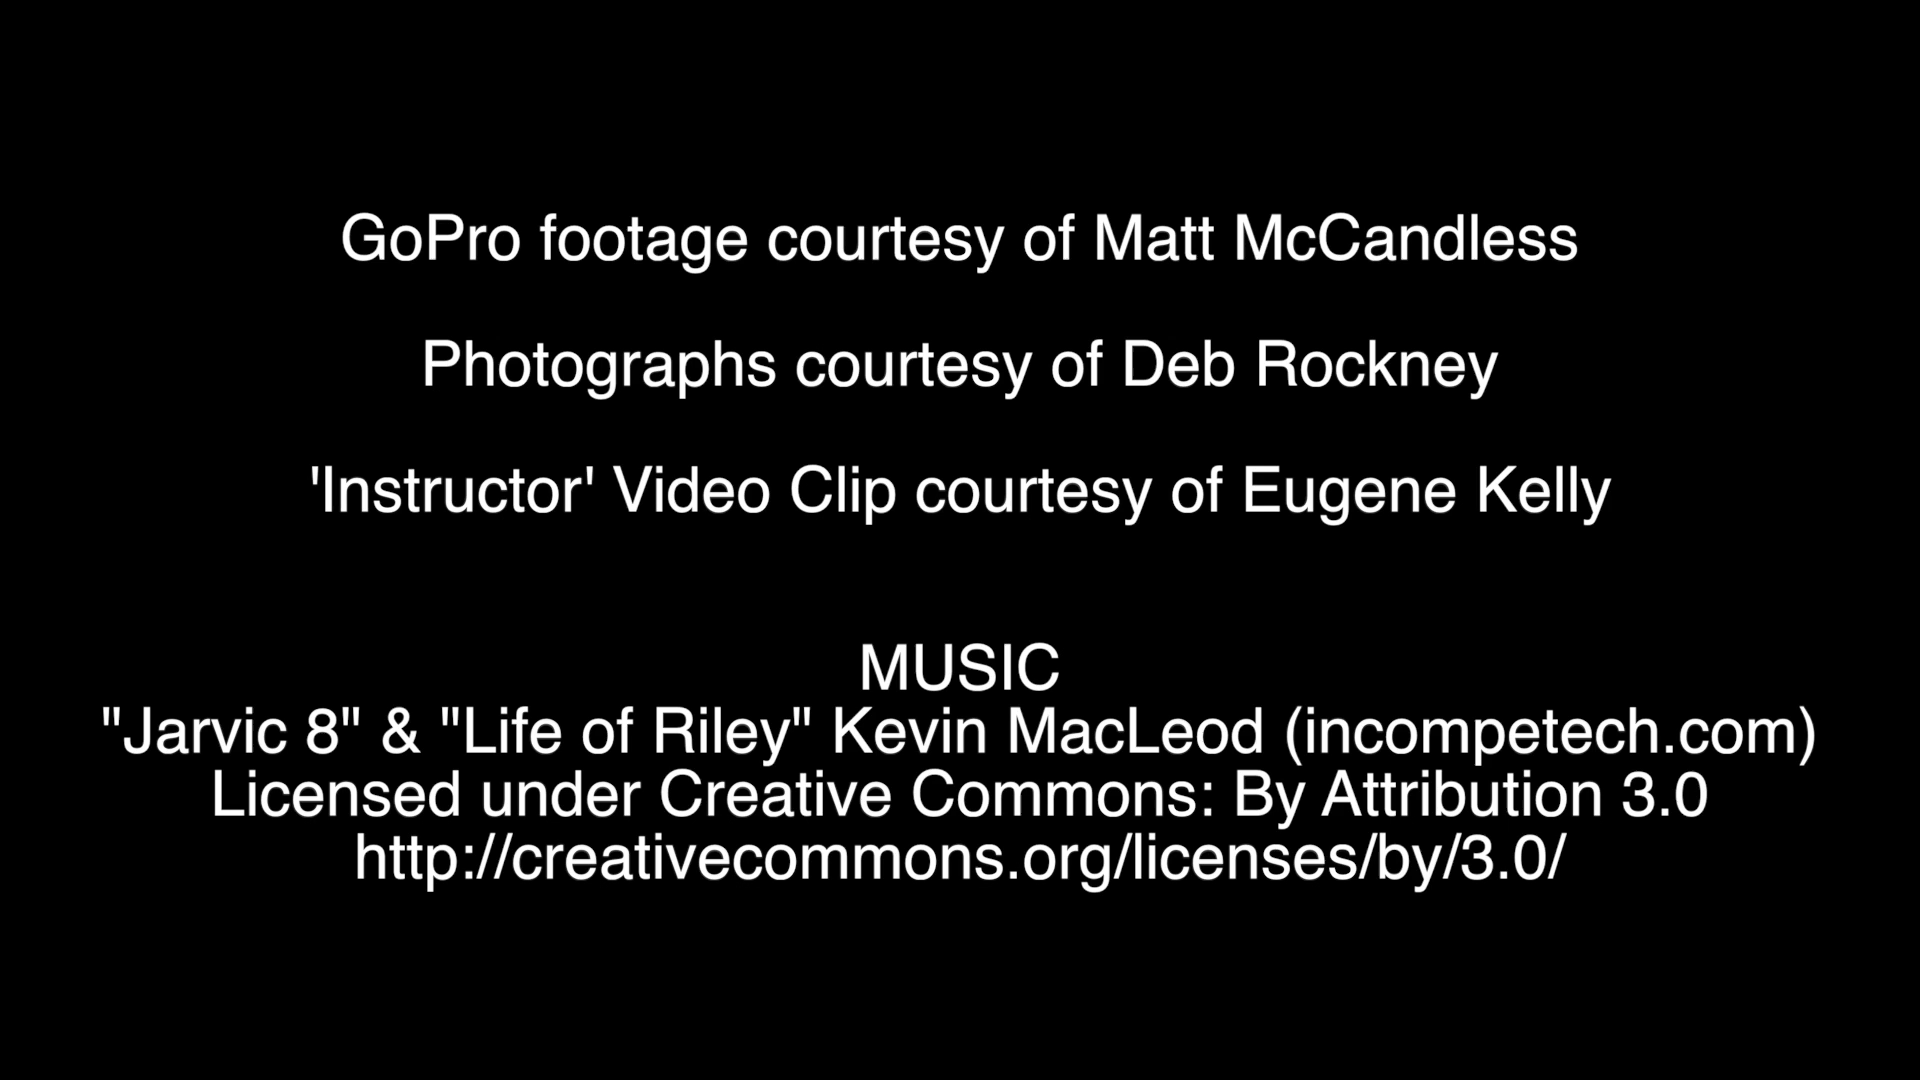 GoPro footage courtesy of Matt McCandless
Photographs courtesy of Deb Rockney
'Instructor' Video Clip courtesy of Eugene Kelly
MUSIC
"Jarvic 8" & "Life of Riley" Kevin MacLeod (incompetech.com)
Licensed under Creative Commons: By Attribution 3.0
http://creativecommons.org/licenses/by/3.0/